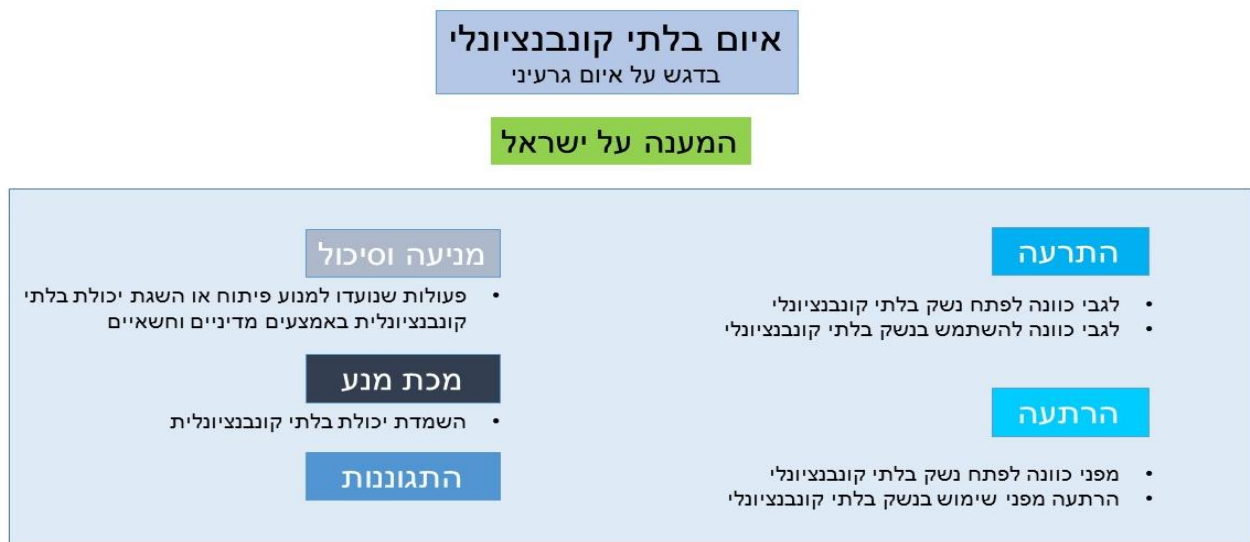 איום בלתי קונבנציונלי
בדגש על איום גרעיני
המענה על ישראל
התרעה
• לגבי כוונה לפתח נשק בלתי קונבנציונלי
• לגבי כוונה להשתמש בנשק בלתי קונבנציונלי
הרתעה
• מפני כוונה לפתח נשק בלתי קונבנציונלי
• הרתעה מפני שימוש בנשק בלתי קונבנציונלי
מניעה וסיכול
• פעולות שנועדו למנוע פיתוח או השגת יכולת בלתי
קונבנציונלית באמצעים מדיניים וחשאיים
מכת מנע
• השמדת יכולת בלתי קונבנציונלית
התגוננות